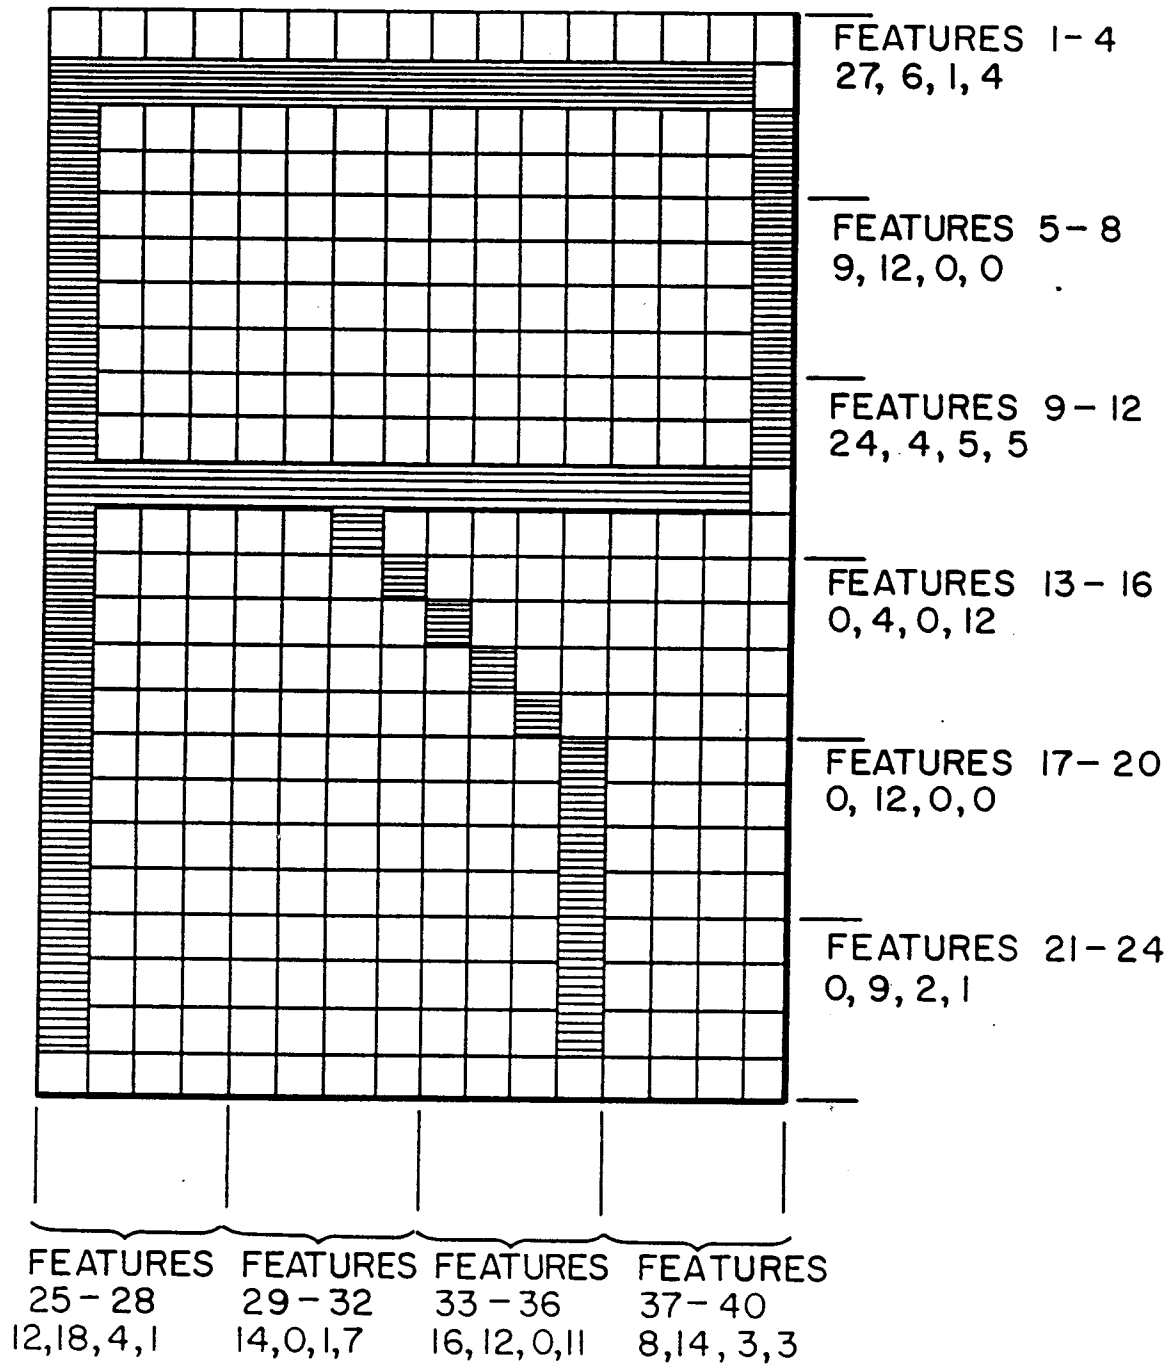 FEATURES 1-4
27, 6, 1, 4
FEATURES 5-8
9, 12, 0, 0
FEATURES 9-12
24, 4, 5, 5
FEATURES 13-16
0, 4, 0, 12
FEATURES 17-20
0, 12, 0, 0
FEATURES 21-24
0, 9, 2, 1
FEATURES
25-28
12, 18, 4, 1
FEATURES
29-32
14, 0, 1, 7
FEATURES
33-36
16, 12, 0, 11
FEATURES
37-40
8, 14, 3, 3